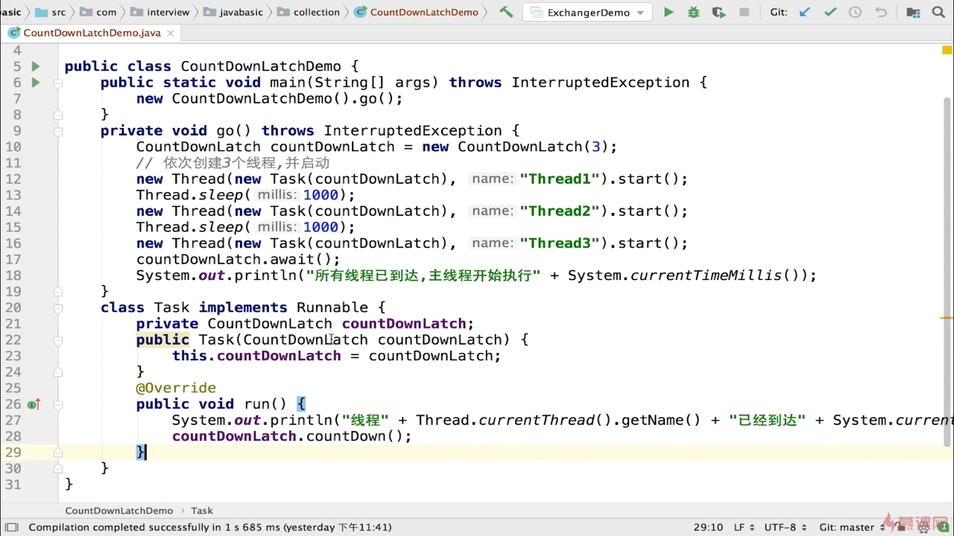 asic src com interview javabasic collection CountDownLatchDemo ExchangerDemo Git:
CountDownLatchDemo.java
4
5 public class CountDownLatchDemo {
6 public static void main(String[] args) throws InterruptedException {
7 new CountDownLatchDemo().go();
8 }
9 private void go() throws InterruptedException {
10 CountDownLatch countDownLatch = new CountDownLatch(3);
11 // 依次创建3个线程,并启动
12 new Thread(new Task(countDownLatch), name: "Thread1").start();
13 Thread.sleep( millis: 1000);
14 new Thread(new Task(countDownLatch), name: "Thread2").start();
15 Thread.sleep( millis: 1000);
16 new Thread(new Task(countDownLatch), name: "Thread3").start();
17 countDownLatch.await();
18 System.out.println("所有线程已到达,主线程开始执行" + System.currentTimeMillis());
19 }
20 class Task implements Runnable {
21 private CountDownLatch countDownLatch;
22 public Task(CountDownLatch countDownLatch) {
23 this.countDownLatch = countDownLatch;
24 }
25 @Override
26 public void run() {
27 System.out.println("线程" + Thread.currentThread().getName() + "已经到达" + System.current
28 countDownLatch.countDown();
29 }
30 }
31 }
CountDownLatchDemo Task
Compilation completed successfully in 1 s 685 ms (yesterday 下午11:41) 29:10 LF UTF-8 Git: master
慕课网